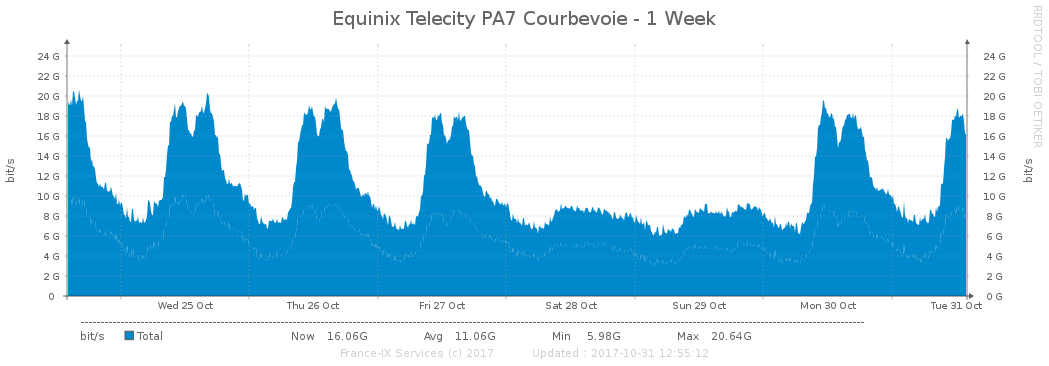 Equinix Telecity PA7 Courbevoie - 1 Week
RRDTOOL / TOBI OETIKER
bit/s
24 G 24 G
22 G 22 G
20 G 20 G
18 G 18 G
16 G 16 G
14 G 14 G
12 G 12 G
10 G 10 G
8 G 8 G
6 G 6 G
4 G 4 G
2 G 2 G
0 0 G
bit/s
Wed 25 Oct Thu 26 Oct Fri 27 Oct Sat 28 Oct Sun 29 Oct Mon 30 Oct Tue 31 Oct
bit/s Total Now 16.06G Avg 11.06G Min 5.98G Max 20.64G
France-IX Services (c) 2017 Updated : 2017-10-31 12:55:12